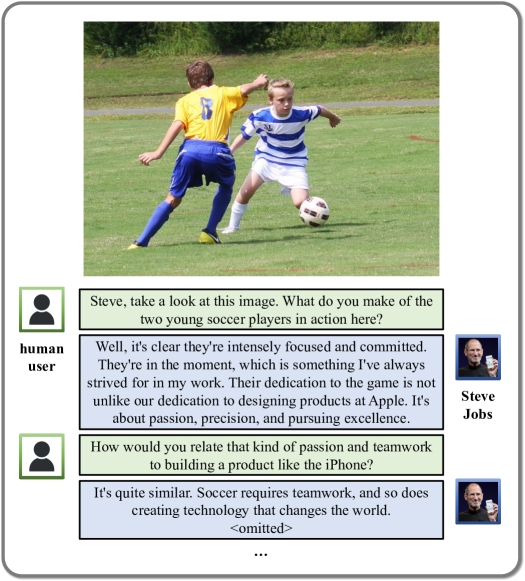 8
Steve, take a look at this image. What do you make of the
two young soccer players in action here?
human
user
Well, it's clear they're intensely focused and committed.
They're in the moment, which is something I've always
strived for in my work. Their dedication to the game is not
unlike our dedication to designing products at Apple. It's
about passion, precision, and pursuing excellence.
Steve
Jobs
How would you relate that kind of passion and teamwork
to building a product like the iPhone?
It's quite similar. Soccer requires teamwork, and so does
creating technology that changes the world.
<omitted>
...